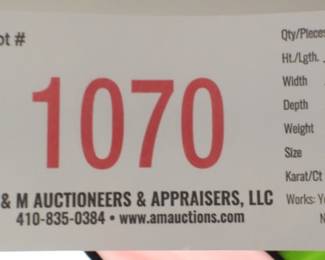 ot #
1070
& M AUCTIONEERS & APPRAISERS, LLC
410-835-0384 • www.amauctions.com
Qty/Pieces
Ht./Lgth.
Width
Depth
Weight
Size
Karat/Ct
Works: Y
N